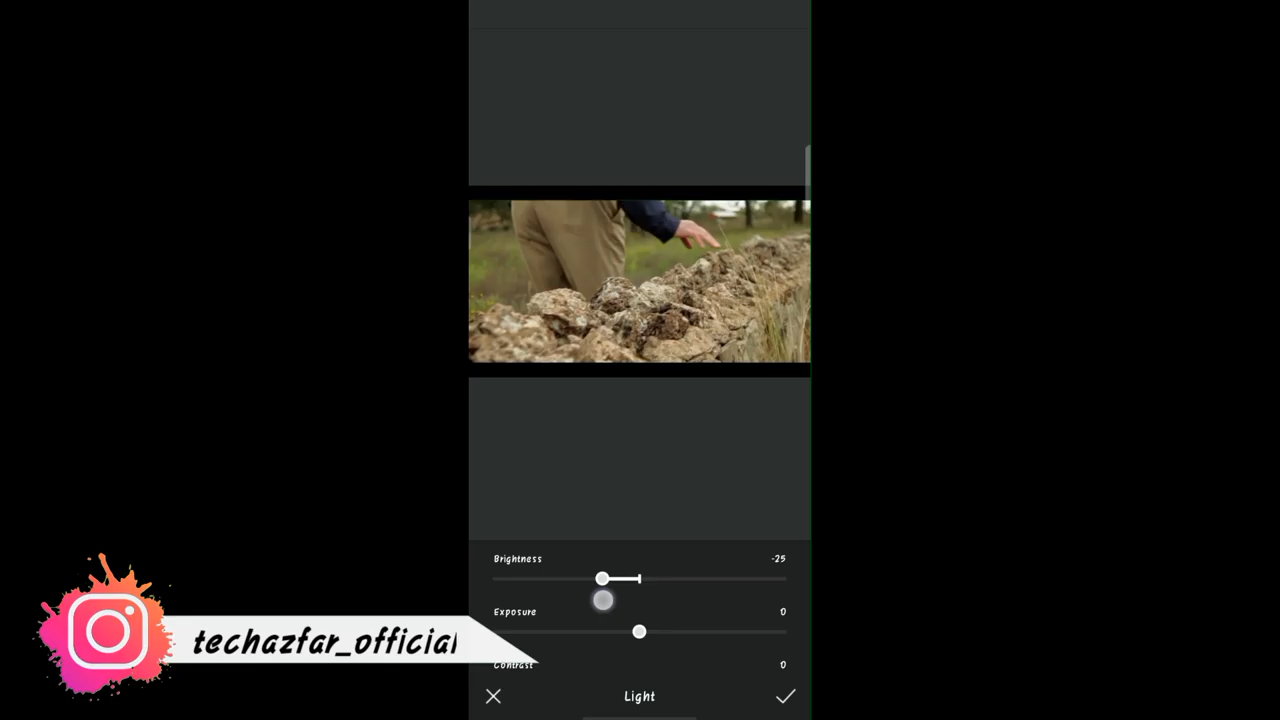 Brightness -25
Exposure 0
Contrast 0
Light
techazfar_official